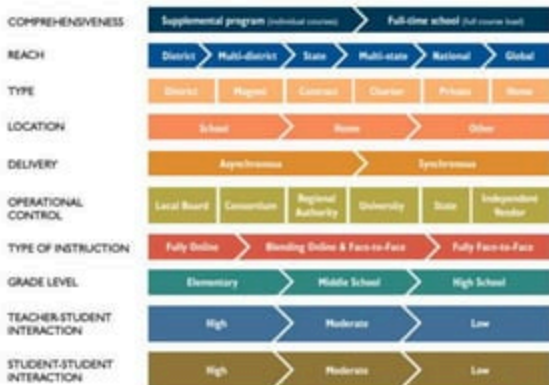 COMPREHENSIVENESS
Supplemental program (individual courses) Full-time school (full course load)
REACH
District Multi-district State Multi-state National Global
TYPE
District Magnet Contract Charter Private Home
LOCATION
School Home Other
DELIVERY
Asynchronous Synchronous
OPERATIONAL
CONTROL
Local Board Consortium Regional
Authority University State Independent
Vendor
TYPE OF INSTRUCTION
Fully Online Blending Online & Face-to-Face Fully Face-to-Face
GRADE LEVEL
Elementary Middle School High School
TEACHER-STUDENT
INTERACTION
High Moderate Low
STUDENT-STUDENT
INTERACTION
High Moderate Low